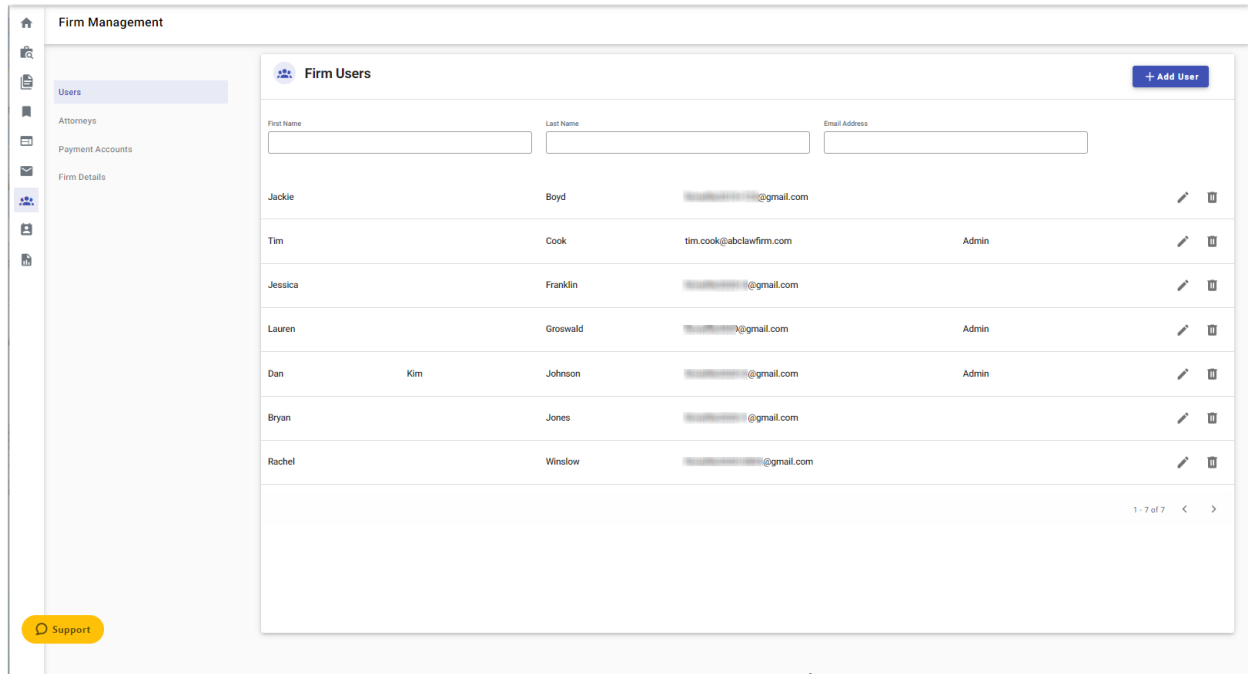 Firm Management
Users
Attorneys
Payment Accounts
Firm Details
Firm Users
+ Add User
First Name Last Name Email Address
Jackie Boyd @gmail.com
Tim Cook tim.cook@abclawfirm.com Admin
Jessica Franklin @gmail.com
Lauren Groswald @gmail.com Admin
Dan Kim Johnson @gmail.com Admin
Bryan Jones @gmail.com
Rachel Winslow @gmail.com
1 - 7 of 7
Support